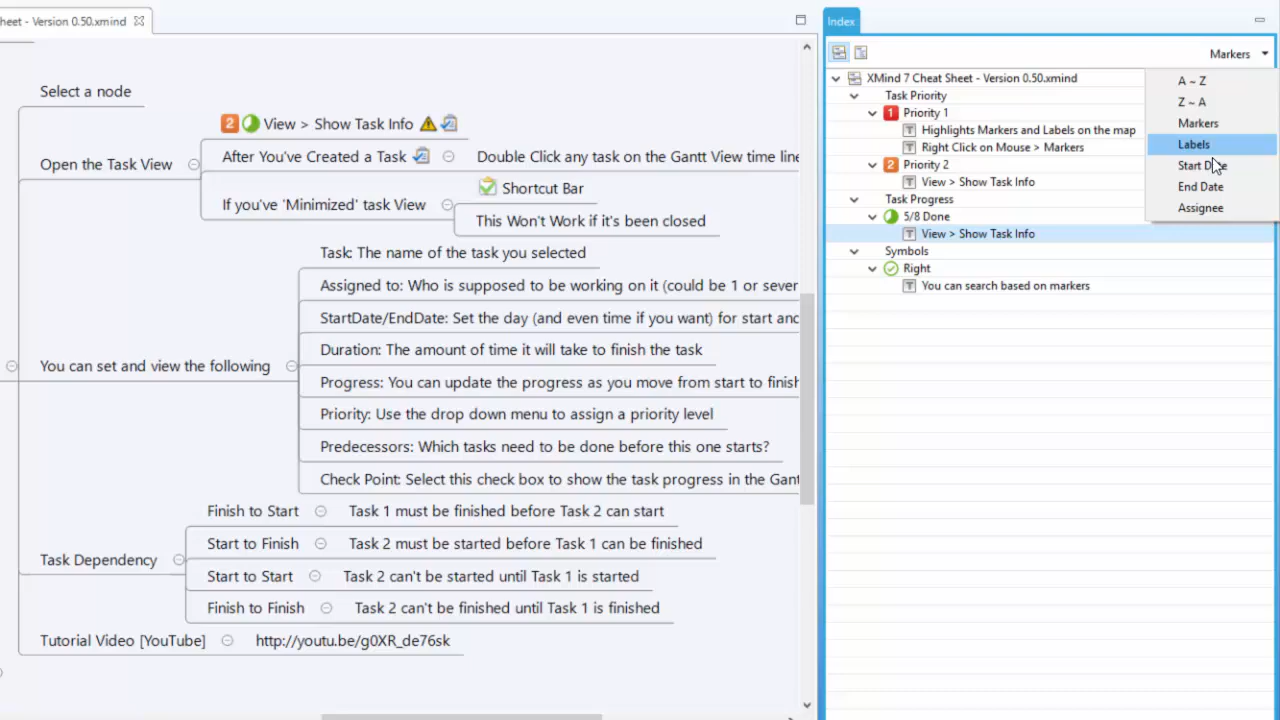 heet - Version 0.50.xmind
Select a node
Open the Task View
2 View > Show Task Info
After You've Created a Task
Double Click any task on the Gantt View time line
If you've 'Minimized' task View
Shortcut Bar
This Won't Work if it's been closed
You can set and view the following
Task: The name of the task you selected
Assigned to: Who is supposed to be working on it (could be 1 or sever
StartDate/EndDate: Set the day (and even time if you want) for start and
Duration: The amount of time it will take to finish the task
Progress: You can update the progress as you move from start to finish
Priority: Use the drop down menu to assign a priority level
Predecessors: Which tasks need to be done before this one starts?
Check Point: Select this check box to show the task progress in the Gant
Task Dependency
Finish to Start
Task 1 must be finished before Task 2 can start
Start to Finish
Task 2 must be started before Task 1 can be finished
Start to Start
Task 2 can't be started until Task 1 is started
Finish to Finish
Task 2 can't be finished until Task 1 is finished
Tutorial Video [YouTube]
http://youtu.be/g0XR_de76sk
Index
Markers
XMind 7 Cheat Sheet - Version 0.50.xmind
Task Priority
1 Priority 1
Highlights Markers and Labels on the map
Right Click on Mouse > Markers
2 Priority 2
View > Show Task Info
Task Progress
5/8 Done
View > Show Task Info
Symbols
Right
You can search based on markers
A ~ Z
Z ~ A
Markers
Labels
Start Date
End Date
Assignee